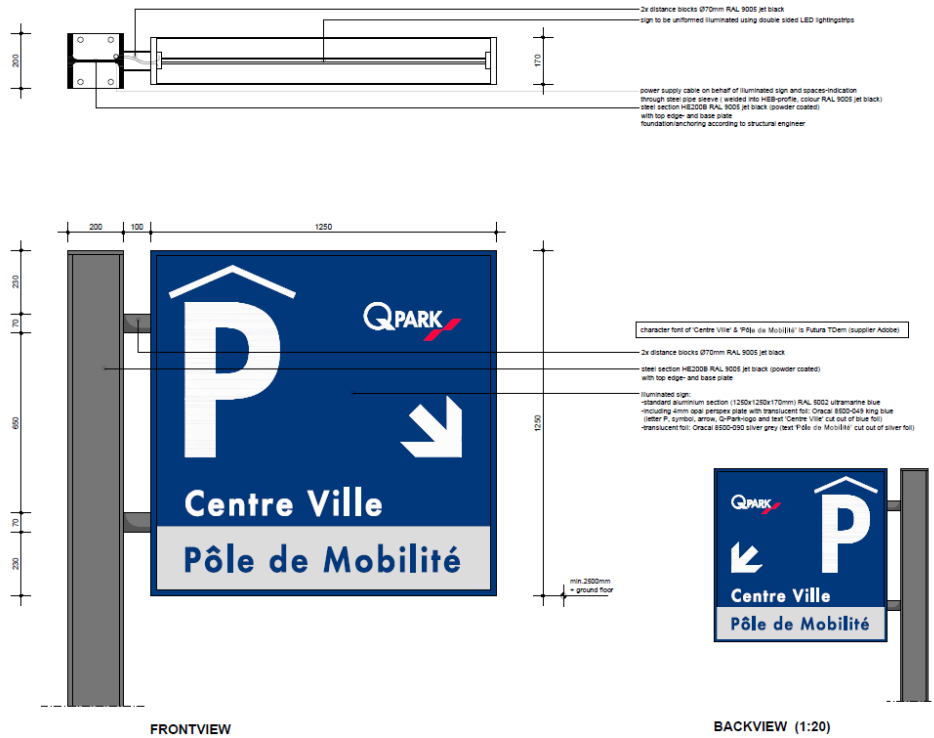 2x distance blocks Ø70mm RAL 9005 jet black
sign to be uniformed illuminated using double sided LED lightingstrips
200
170
power supply cable on behalf of illuminated sign and spaces-indication
through steel pipe sleeve ( welded into HEB-profile, colour RAL 9005 jet black)
steel section HE200B RAL 9005 jet black (powder coated)
with top edge- and base plate
foundation/anchoring according to structural engineer
200
100
1250
230
70
650
70
230
1250
P
QPARK
Centre Ville
Pôle de Mobilité
character font of 'Centre Ville' & 'Pôle de Mobilité' is Futura TDem (supplier Adobe)
2x distance blocks Ø70mm RAL 9005 jet black
steel section HE200B RAL 9005 jet black (powder coated)
with top edge- and base plate
Illuminated sign:
-standard aluminium section (1250x1250x170mm) RAL 5002 ultramarine blue
-including 4mm opal perspex plate with translucent foil: Oracal 8500-049 king blue
(letter P, symbol, arrow, Q-Park-logo and text 'Centre Ville' cut out of blue foil)
-translucent foil: Oracal 8500-090 silver grey (text 'Pôle de Mobilité' cut out of silver foil)
min.2500mm
+ ground floor
QPARK
P
Centre Ville
Pôle de Mobilité
FRONTVIEW
BACKVIEW (1:20)